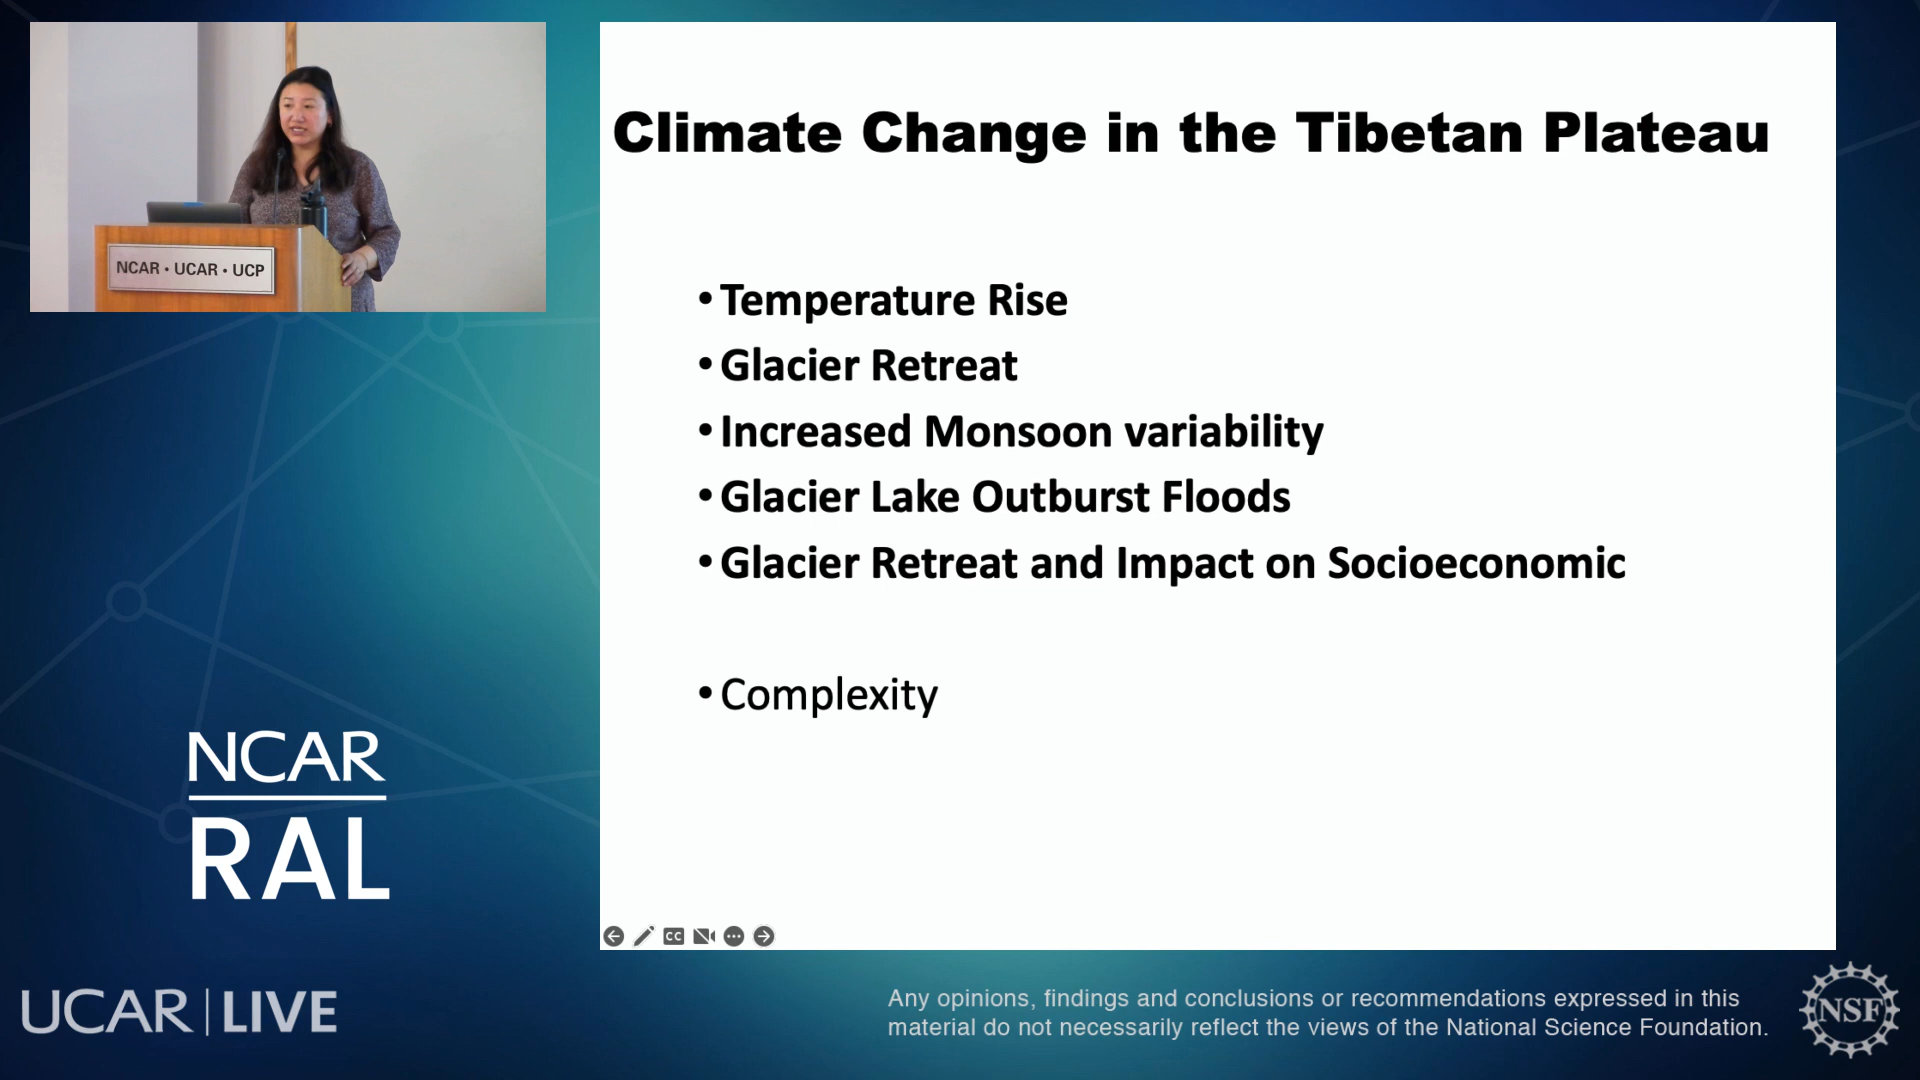 NCAR • UCAR • UCP
Climate Change in the Tibetan Plateau
• Temperature Rise
• Glacier Retreat
• Increased Monsoon variability
• Glacier Lake Outburst Floods
• Glacier Retreat and Impact on Socioeconomic
• Complexity
CC
NCAR
RAL
UCAR | LIVE
Any opinions, findings and conclusions or recommendations expressed in this
material do not necessarily reflect the views of the National Science Foundation.
NSF